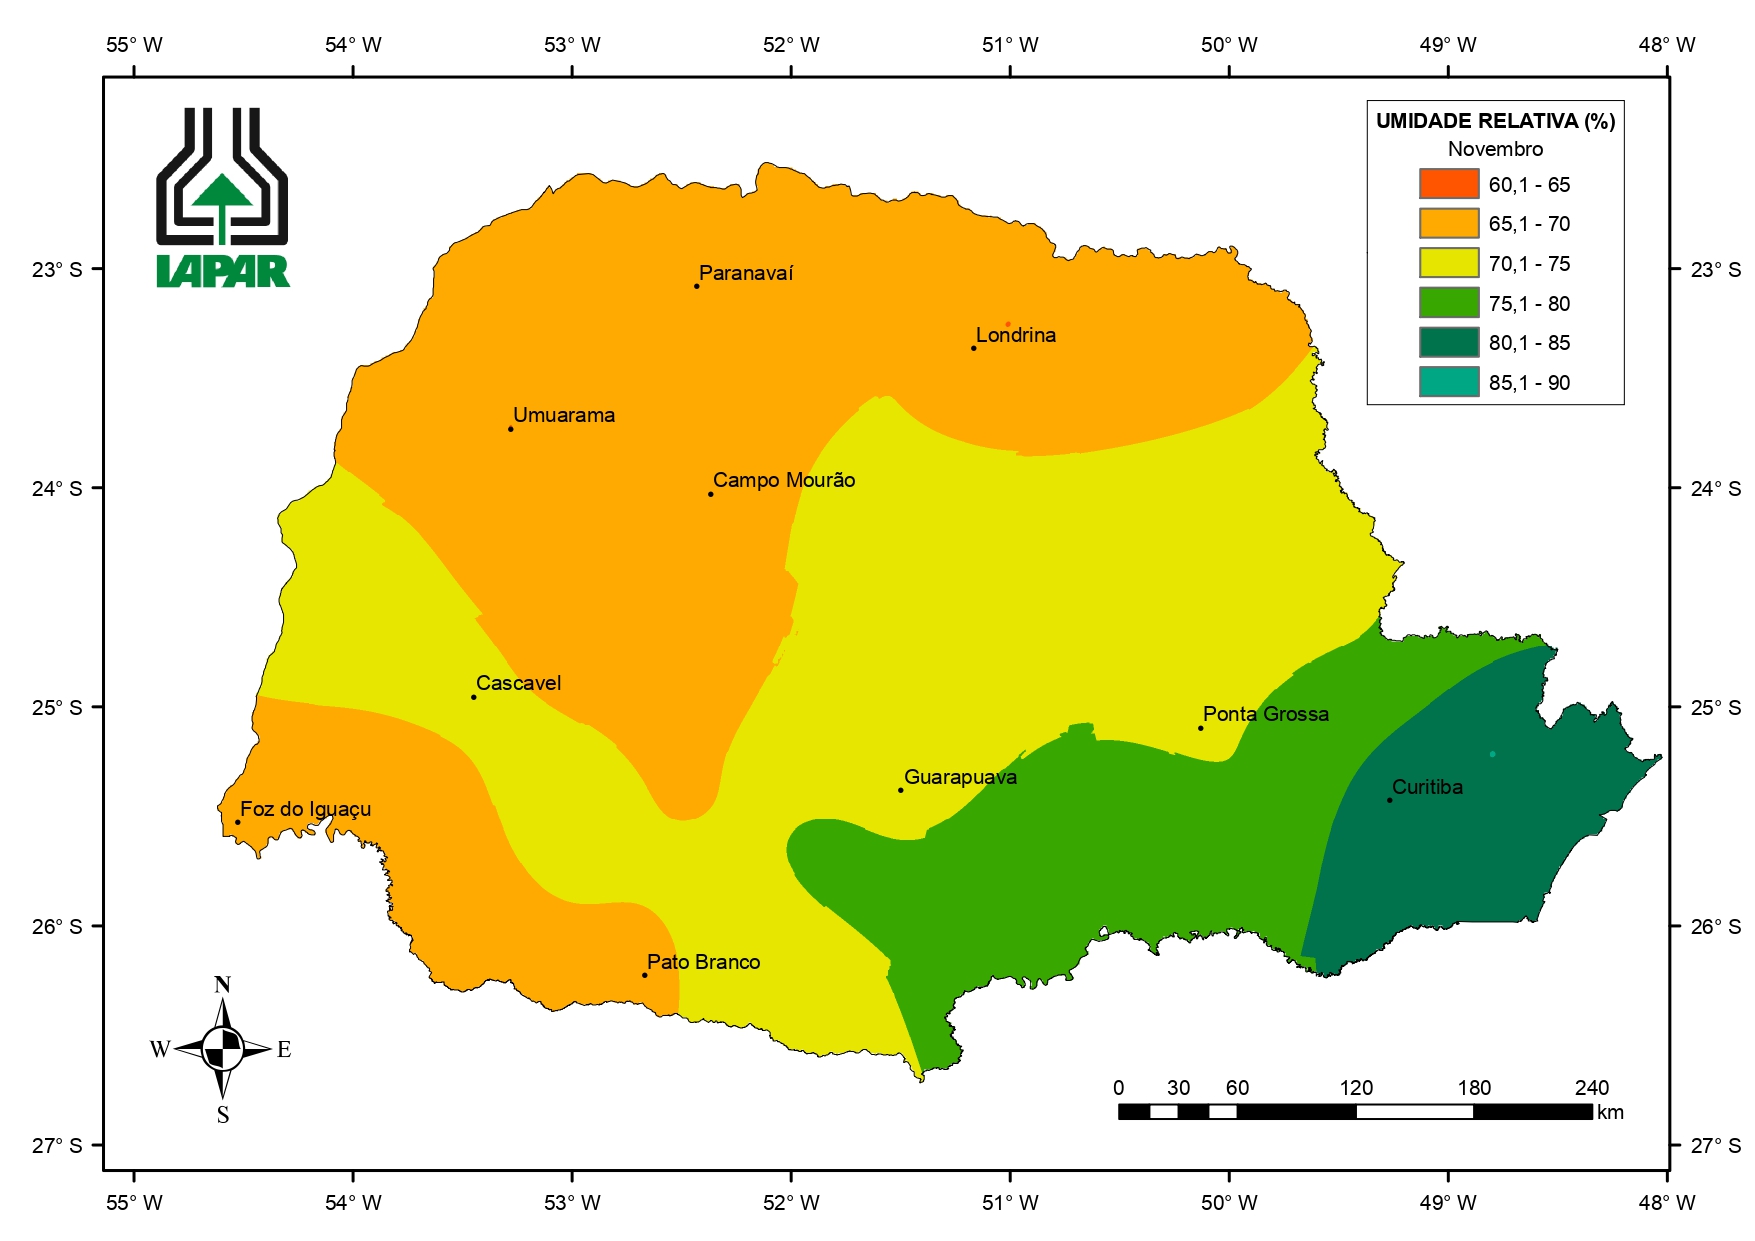 55° W 54° W 53° W 52° W 51° W 50° W 49° W 48° W
IAPAR
UMIDADE RELATIVA (%)
Novembro
60,1 - 65
65,1 - 70
70,1 - 75
75,1 - 80
80,1 - 85
85,1 - 90
23° S 23° S
Paranavaí
Londrina
Umuarama
Campo Mourão
24° S 24° S
Cascavel
25° S 25° S
Ponta Grossa
Guarapuava
Curitiba
Foz do Iguaçu
26° S 26° S
Pato Branco
N
W E
S
0 30 60 120 180 240
km
27° S 27° S
55° W 54° W 53° W 52° W 51° W 50° W 49° W 48° W